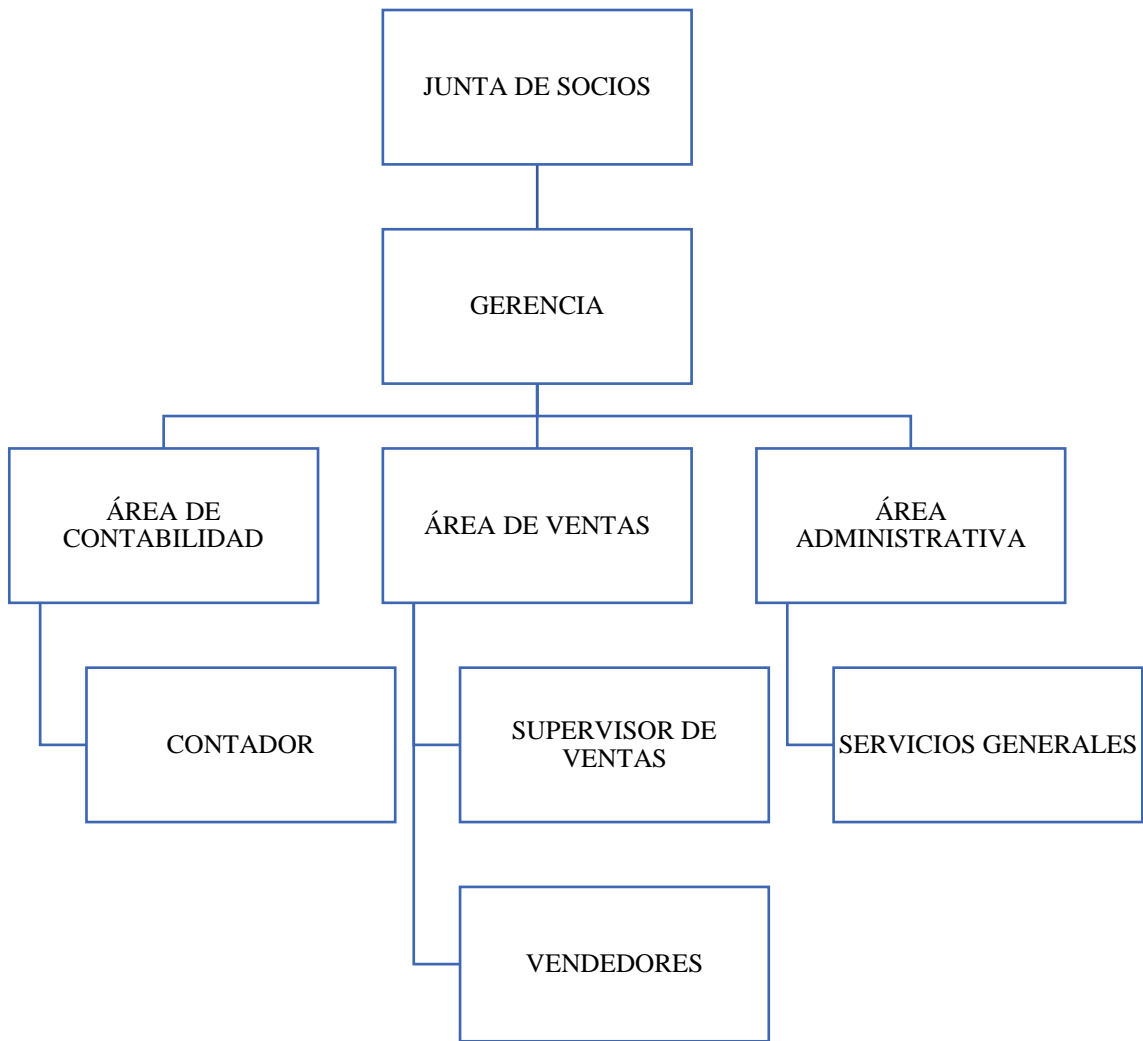 JUNTA DE SOCIOS
GERENCIA
ÁREA DE
CONTABILIDAD
ÁREA DE VENTAS
ÁREA
ADMINISTRATIVA
CONTADOR
SUPERVISOR DE
VENTAS
SERVICIOS GENERALES
VENDEDORES